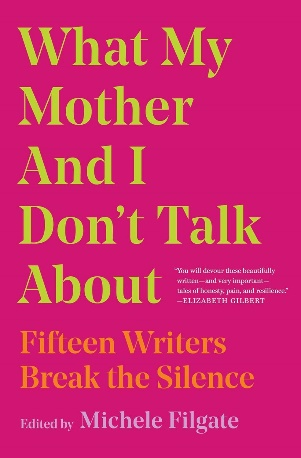 What My
Mother
And I
Don't Talk
About
"You will devour these beautifully
written—and very important—
tales of honesty, pain, and resilience."
—ELIZABETH GILBERT
Fifteen Writers
Break the Silence
Edited by Michele Filgate